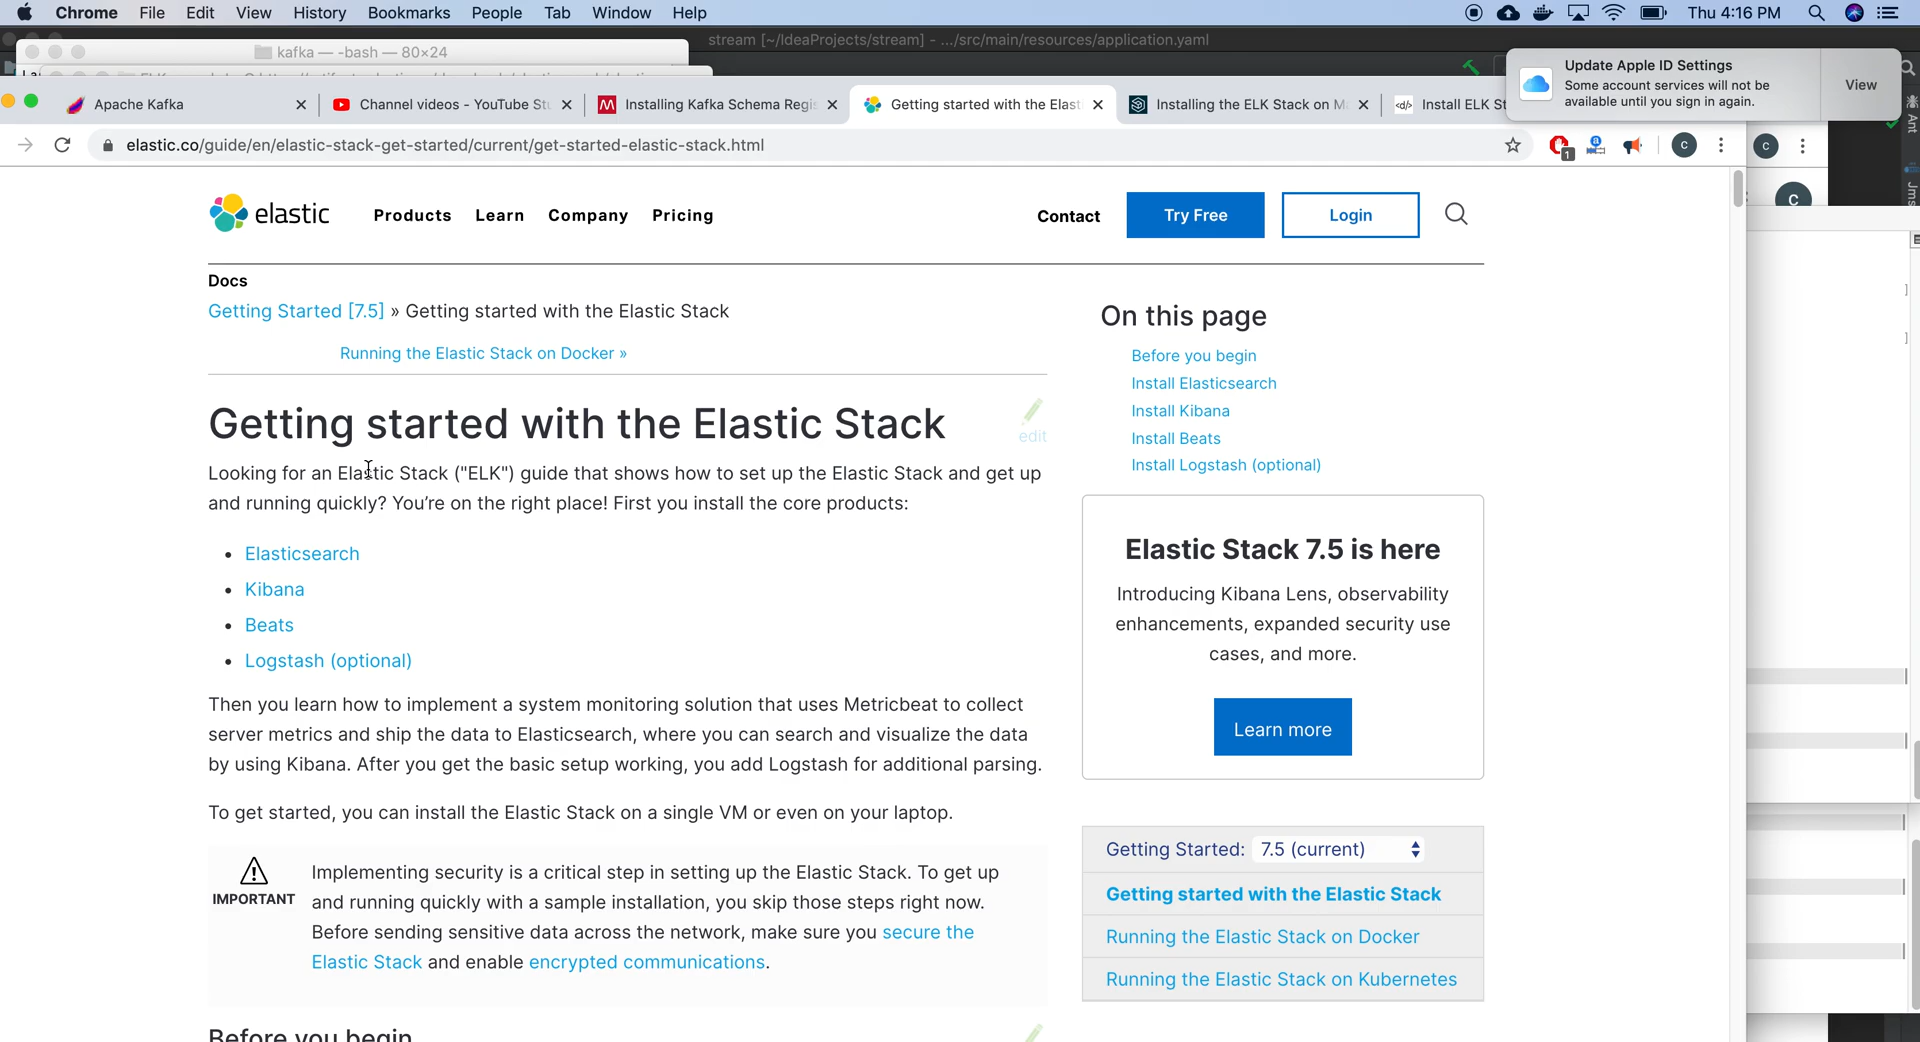 Chrome File Edit View History Bookmarks People Tab Window Help Thu 4:16 PM
stream [~/IdeaProjects/stream] - .../src/main/resources/application.yaml
kafka — -bash — 80×24
Update Apple ID Settings
Some account services will not be
available until you sign in again.
View
Apache Kafka
Channel videos - YouTube Stu
Installing Kafka Schema Regis
Getting started with the Elast
Installing the ELK Stack on M
Install ELK St
elastic.co/guide/en/elastic-stack-get-started/current/get-started-elastic-stack.html
1
C
C
C
Ant
Jms
elastic Products Learn Company Pricing Contact Try Free Login
Docs
Getting Started [7.5] » Getting started with the Elastic Stack
Running the Elastic Stack on Docker »
Getting started with the Elastic Stack
edit
Looking for an Elastic Stack ("ELK") guide that shows how to set up the Elastic Stack and get up
and running quickly? You’re on the right place! First you install the core products:
• Elasticsearch
• Kibana
• Beats
• Logstash (optional)
Then you learn how to implement a system monitoring solution that uses Metricbeat to collect
server metrics and ship the data to Elasticsearch, where you can search and visualize the data
by using Kibana. After you get the basic setup working, you add Logstash for additional parsing.
To get started, you can install the Elastic Stack on a single VM or even on your laptop.
IMPORTANT
Implementing security is a critical step in setting up the Elastic Stack. To get up
and running quickly with a sample installation, you skip those steps right now.
Before sending sensitive data across the network, make sure you secure the
Elastic Stack and enable encrypted communications.
Before you begin
On this page
Before you begin
Install Elasticsearch
Install Kibana
Install Beats
Install Logstash (optional)
Elastic Stack 7.5 is here
Introducing Kibana Lens, observability
enhancements, expanded security use
cases, and more.
Learn more
Getting Started: 7.5 (current)
Getting started with the Elastic Stack
Running the Elastic Stack on Docker
Running the Elastic Stack on Kubernetes